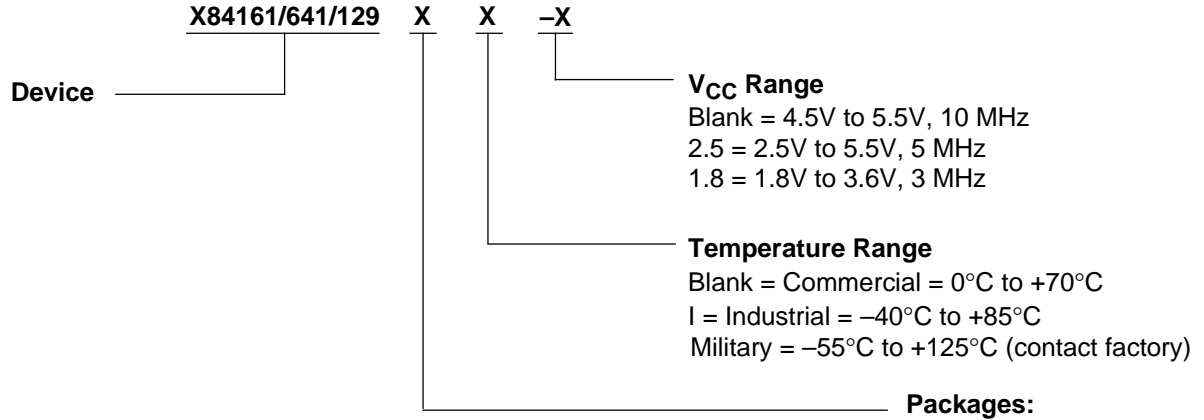 X84161/641/129 X X –X
Device
VCC Range
Blank = 4.5V to 5.5V, 10 MHz
2.5 = 2.5V to 5.5V, 5 MHz
1.8 = 1.8V to 3.6V, 3 MHz
Temperature Range
Blank = Commercial = 0°C to +70°C
I = Industrial = –40°C to +85°C
Military = –55°C to +125°C (contact factory)
Packages: